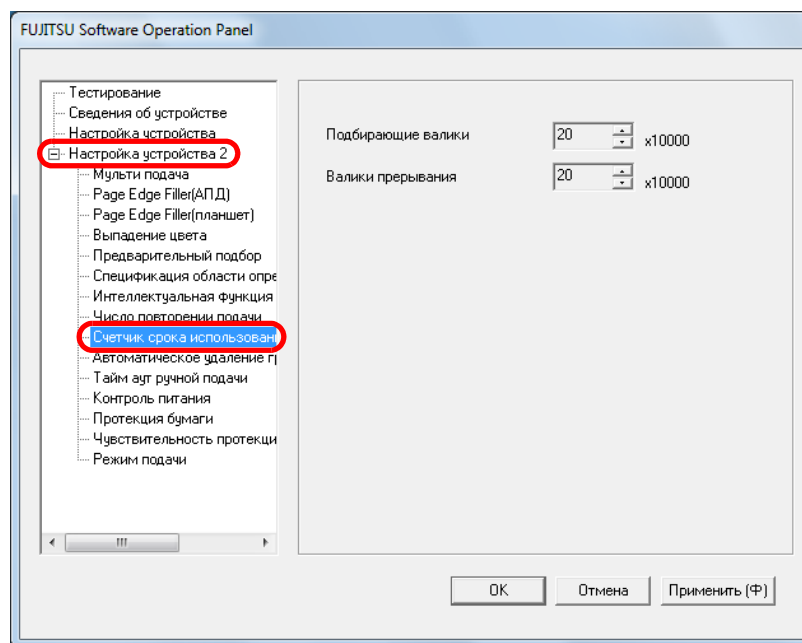 FUJITSU Software Operation Panel
Тестирование
Сведения об устройстве
Настройка устройства
Настройка устройства 2
Мульти подача
Page Edge Filler(АПД)
Page Edge Filler(планшет)
Выпадение цвета
Предварительный подбор
Спецификация области опре
Интеллектуальная функция
Число повторении подачи
Счетчик срока использован
Автоматическое удаление г
Тайм аут ручной подачи
Контроль питания
Протекция бумаги
Чувствительность протекци
Режим подачи
Подбирающие валики 20 x10000
Валики прерывания 20 x10000
OK Отмена Применить (Ф)